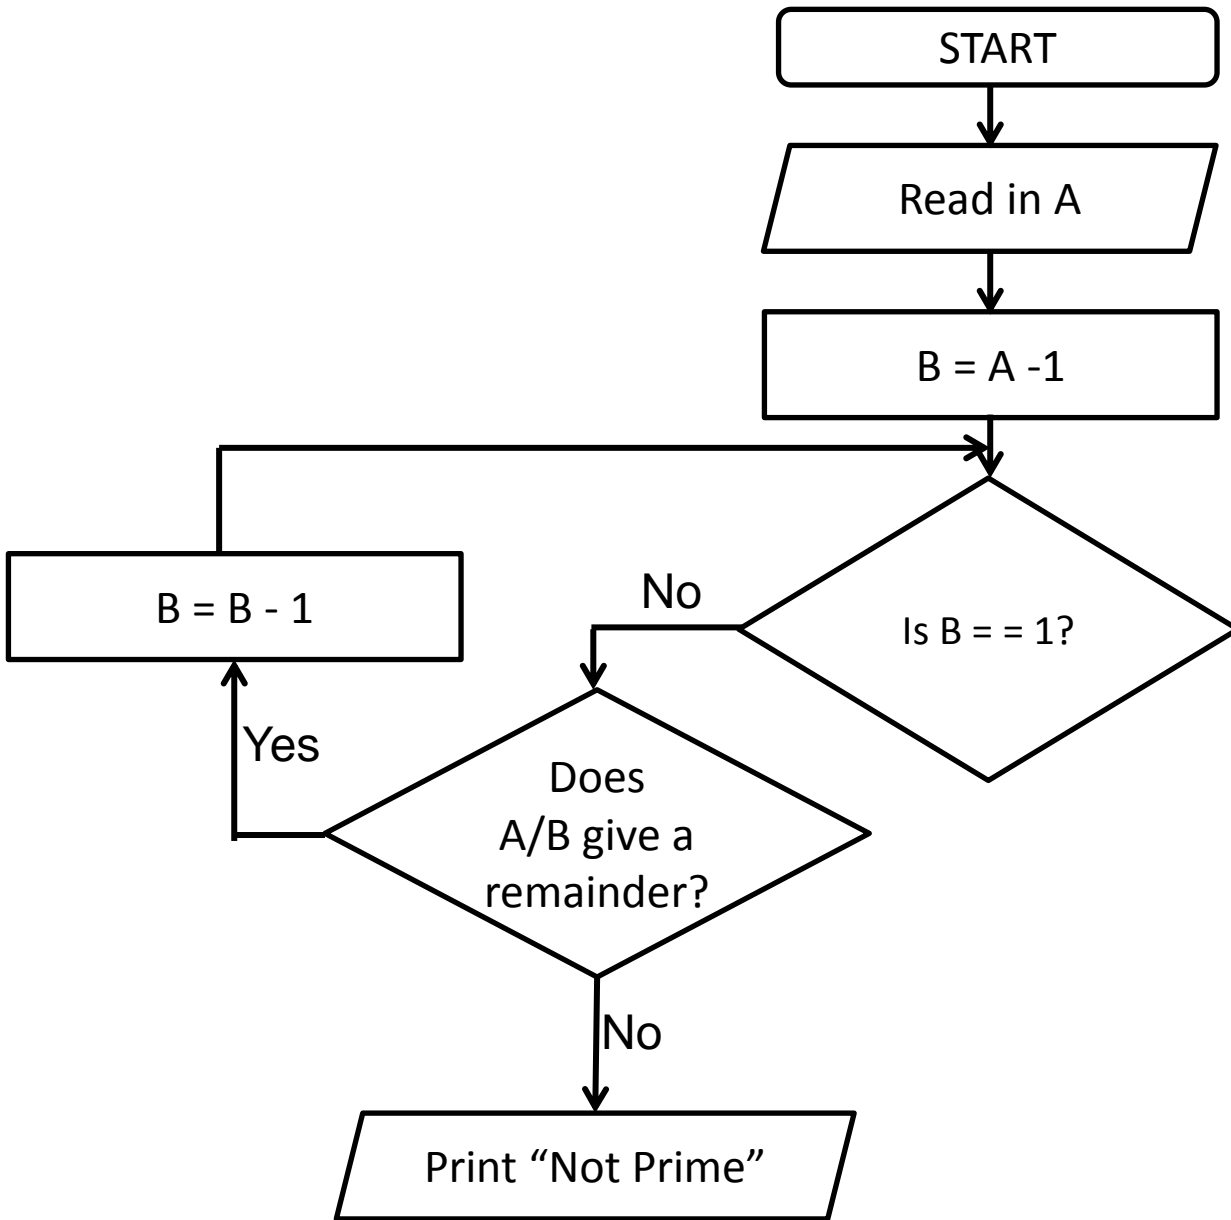 START
Read in A
B = A -1
B = B - 1
No
Is B = = 1?
Yes
Does
A/B give a
remainder?
No
Print “Not Prime”